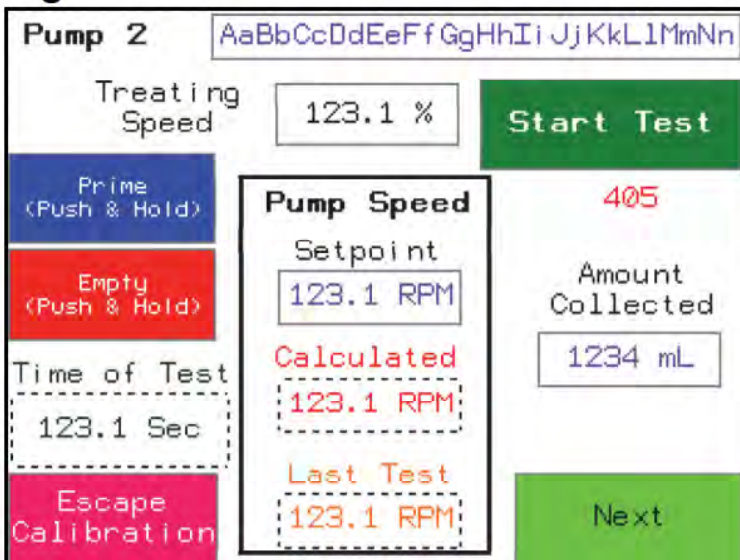 Pump 2
AaBbCcDdEeFfGgHhIiJjKkLlMmNn
Treating
Speed
123.1 %
Start Test
Prime
(Push & Hold)
Empty
(Push & Hold)
Time of Test
123.1 Sec
Escape
Calibration
Pump Speed
Setpoint
123.1 RPM
Calculated
123.1 RPM
Last Test
123.1 RPM
405
Amount
Collected
1234 mL
Next